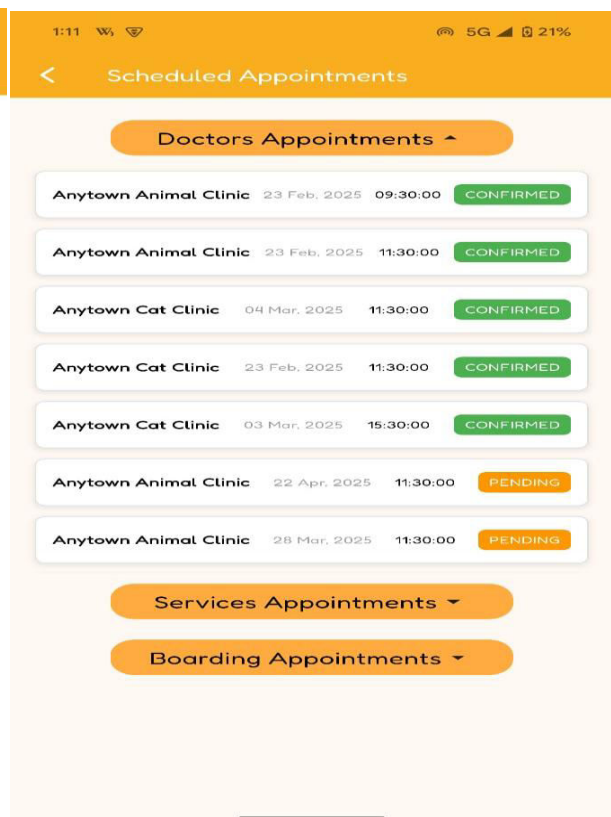 1:11 5G 21%
Scheduled Appointments
Doctors Appointments
Anytown Animal Clinic 23 Feb, 2025 09:30:00 CONFIRMED
Anytown Animal Clinic 23 Feb, 2025 11:30:00 CONFIRMED
Anytown Cat Clinic 04 Mar, 2025 11:30:00 CONFIRMED
Anytown Cat Clinic 23 Feb, 2025 11:30:00 CONFIRMED
Anytown Cat Clinic 03 Mar, 2025 15:30:00 CONFIRMED
Anytown Animal Clinic 22 Apr, 2025 11:30:00 PENDING
Anytown Animal Clinic 28 Mar, 2025 11:30:00 PENDING
Services Appointments
Boarding Appointments